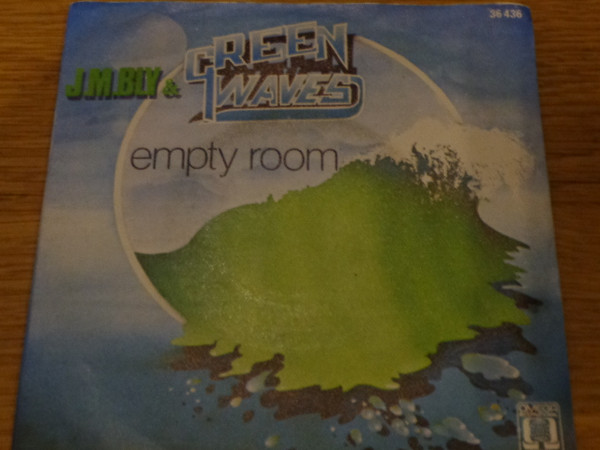 36 436
J.M.BLY &
GREEN
WAVES
empty room